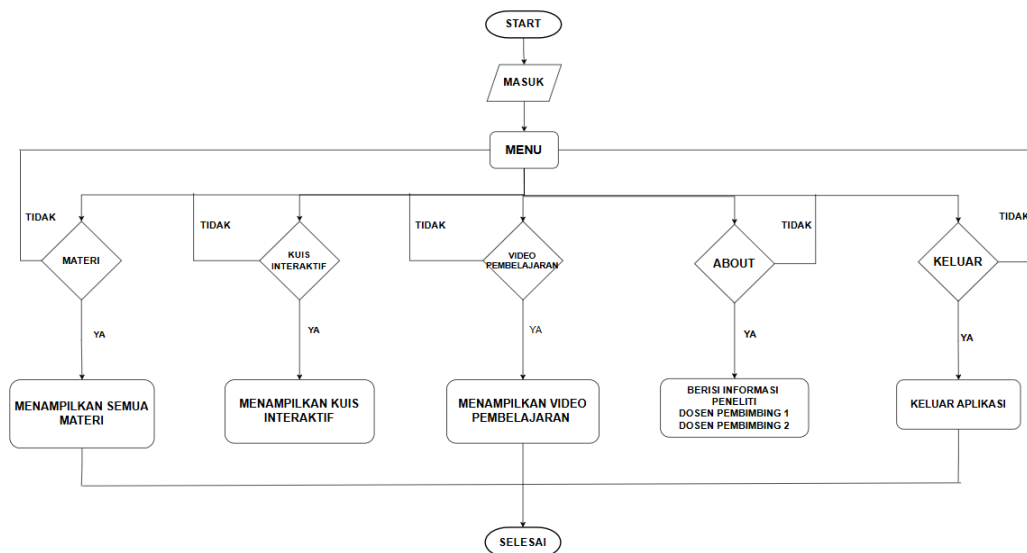 START
MASUK
MENU
TIDAK
TIDAK
TIDAK
TIDAK
TIDAK
MATERI
KUIS
INTERAKTIF
VIDEO
PEMBELAJARAN
ABOUT
KELUAR
YA
YA
YA
YA
YA
MENAMPILKAN SEMUA
MATERI
MENAMPILKAN KUIS
INTERAKTIF
MENAMPILKAN VIDEO
PEMBELAJARAN
BERISI INFORMASI
PENELITI
DOSEN PEMBIMBING 1
DOSEN PEMBIMBING 2
KELUAR APLIKASI
SELESAI